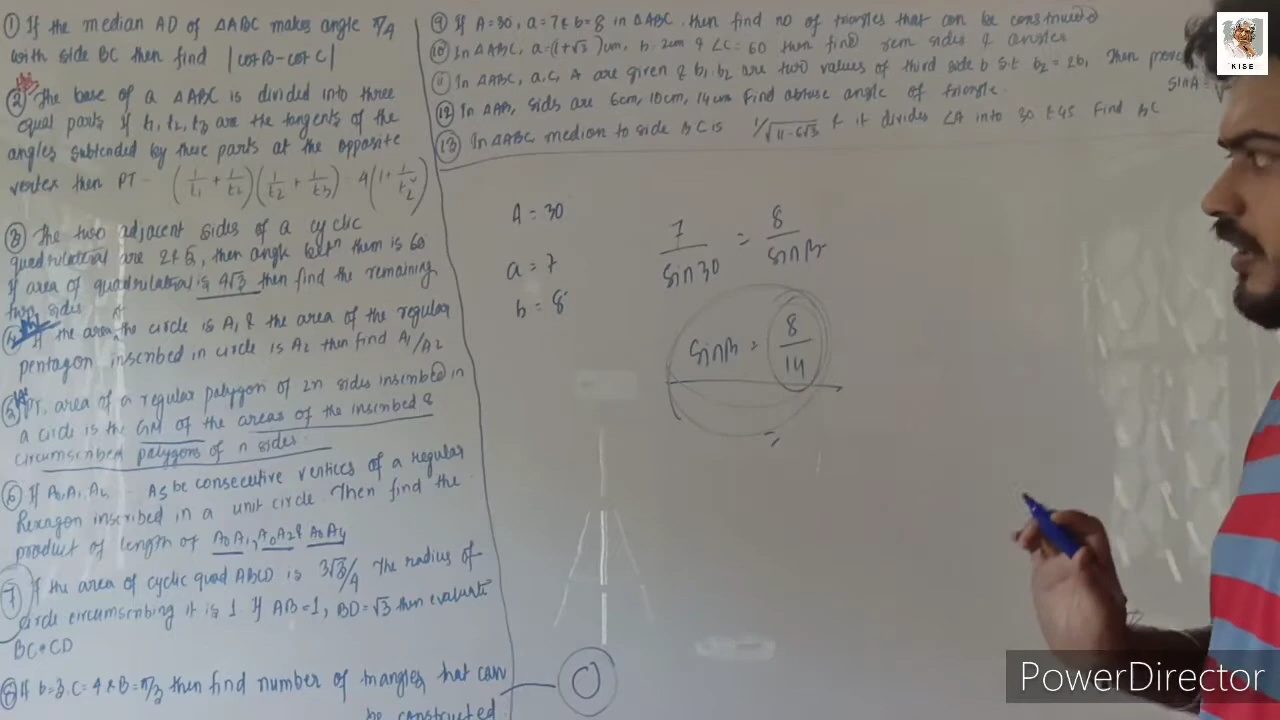 ① If the median AD of ΔABC makes angle π/4
with side BC then find |cotB-cotC|
② The base of a ΔABC is divided into three
equal parts If t₁, t₂, t₃ are the tangents of the
angles subtended by these parts at the opposite
vertex then PT - (1/t₁ + 1/t₂)(1/t₂ + 1/t₃) 4(1+1/t₂²)
③ The two adjacent sides of a cyclic
quadrilateral are 2 & 5, then angle betⁿ them is 60
If area of quadrilateral is 4√3 then find the remaining
two sides
④ If the area the circle is A₁ & the area of the regular
pentagon inscribed in circle is A₂ then find A₁/A₂
⑤ PT. area of a regular polygon of 2n sides inscribed in
a circle is the GM of the areas of the inscribed &
circumscribed polygons of n sides.
⑥ If A₀, A₁, A₂ - A₅ be consecutive vertices of a regular
hexagon inscribed in a unit circle. Then find the
product of length of A₀A₁, A₀A₂ & A₀A₄
⑦ If the area of cyclic quad ABCD is 3√3/4 The radius of
circle circumscribing it is 1 If AB=1, BD=√3 then evaluate
BC•CD
⑧ If b=3. C=4 & B=π/3 then find number of triangles that can
be constructed
⑨ If A=30, a=7 & b=8 in ΔABC. then find no of triangles that can be constructed
⑩ In ΔABC, a=(1+√3)cm, b=2cm & ∠C=60 then find rem sides & angles
⑪ In ΔABC, a, c, A are given & b₁, b₂ are two values of third side b s.t b₂=2b, Then prove
sinA =
⑫ In ΔAB, sides are 6cm, 10cm, 14cm Find obtuse angle of triangle.
⑬ In ΔABC median to side BC is 1/√(11-6√3) & it divides ∠A into 30 & 45 Find BC
A = 30
a = 7
b = 8
7/sin30 = 8/sinβ
sinβ = 8/14
0
KISE
PowerDirector